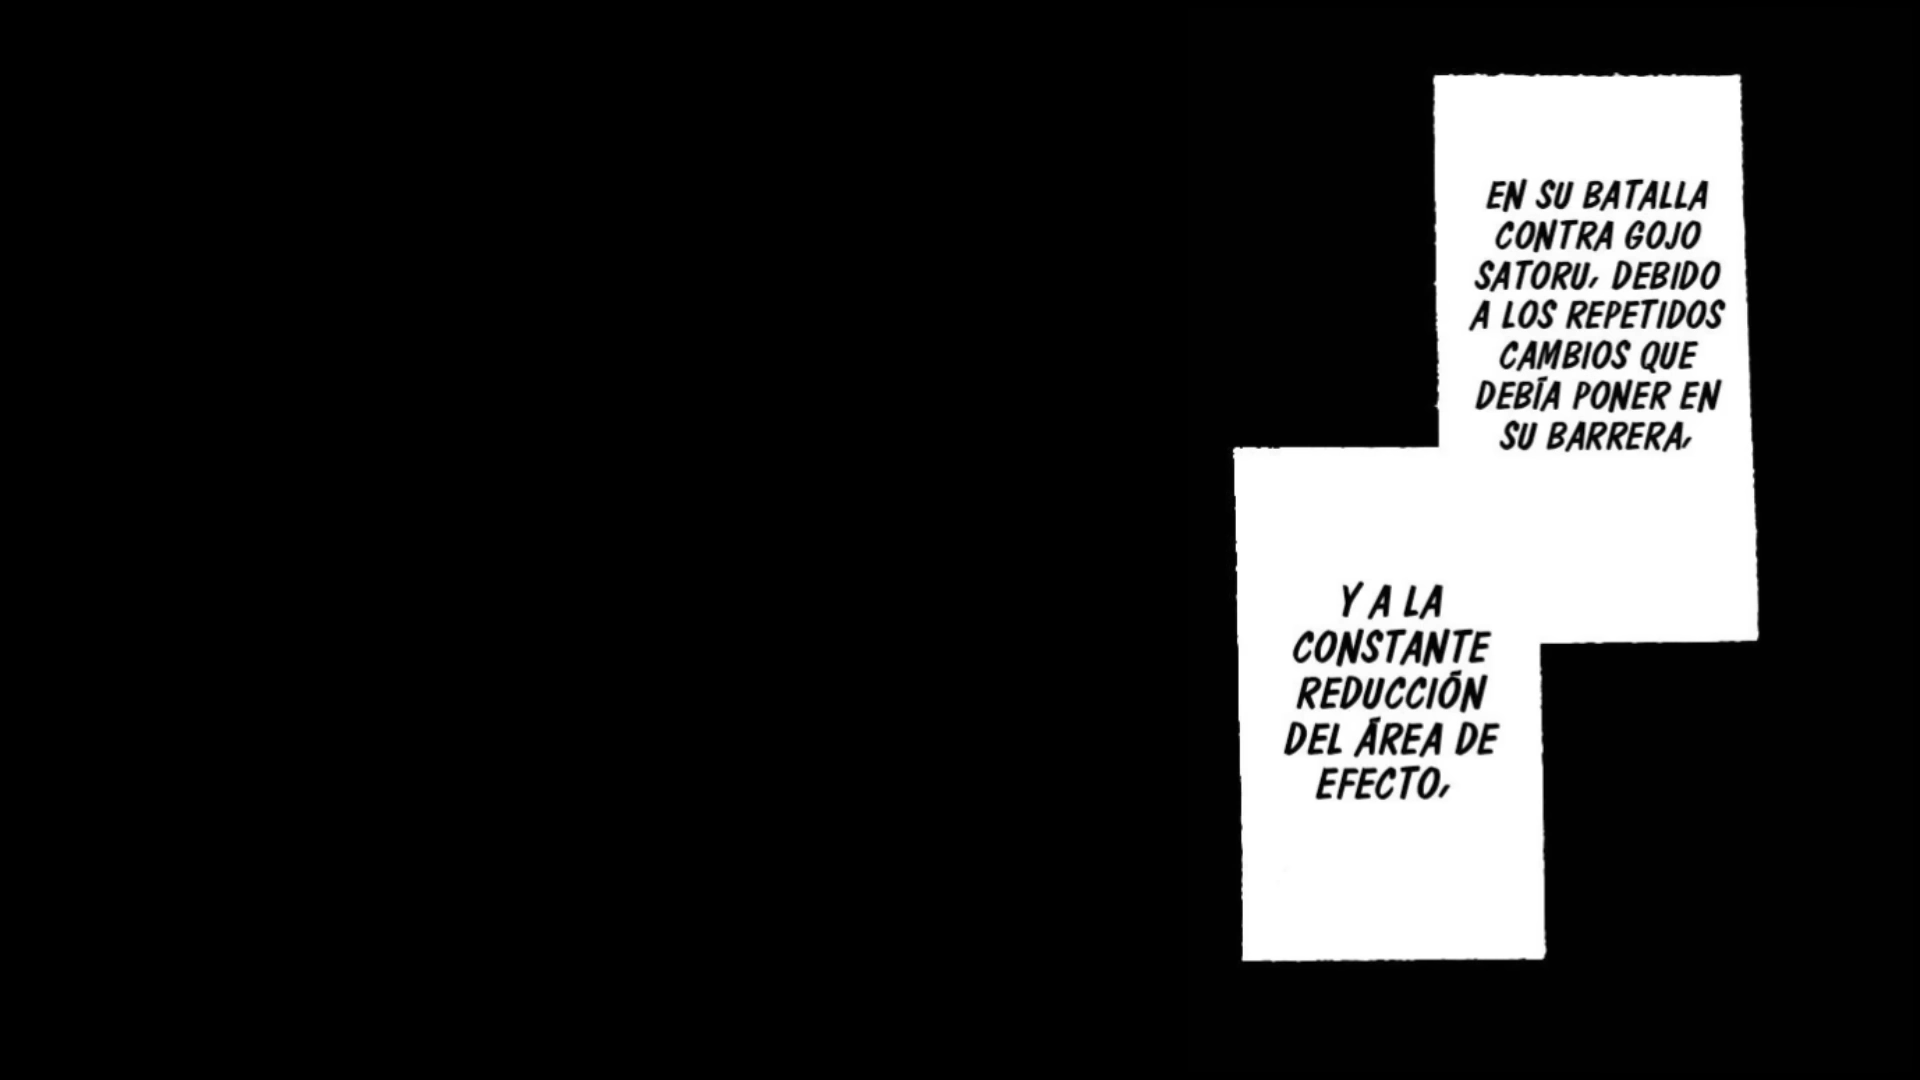 EN SU BATALLA
CONTRA GOJO
SATORU, DEBIDO
A LOS REPETIDOS
CAMBIOS QUE
DEBÍA PONER EN
SU BARRERA,
Y A LA
CONSTANTE
REDUCCIÓN
DEL ÁREA DE
EFECTO,